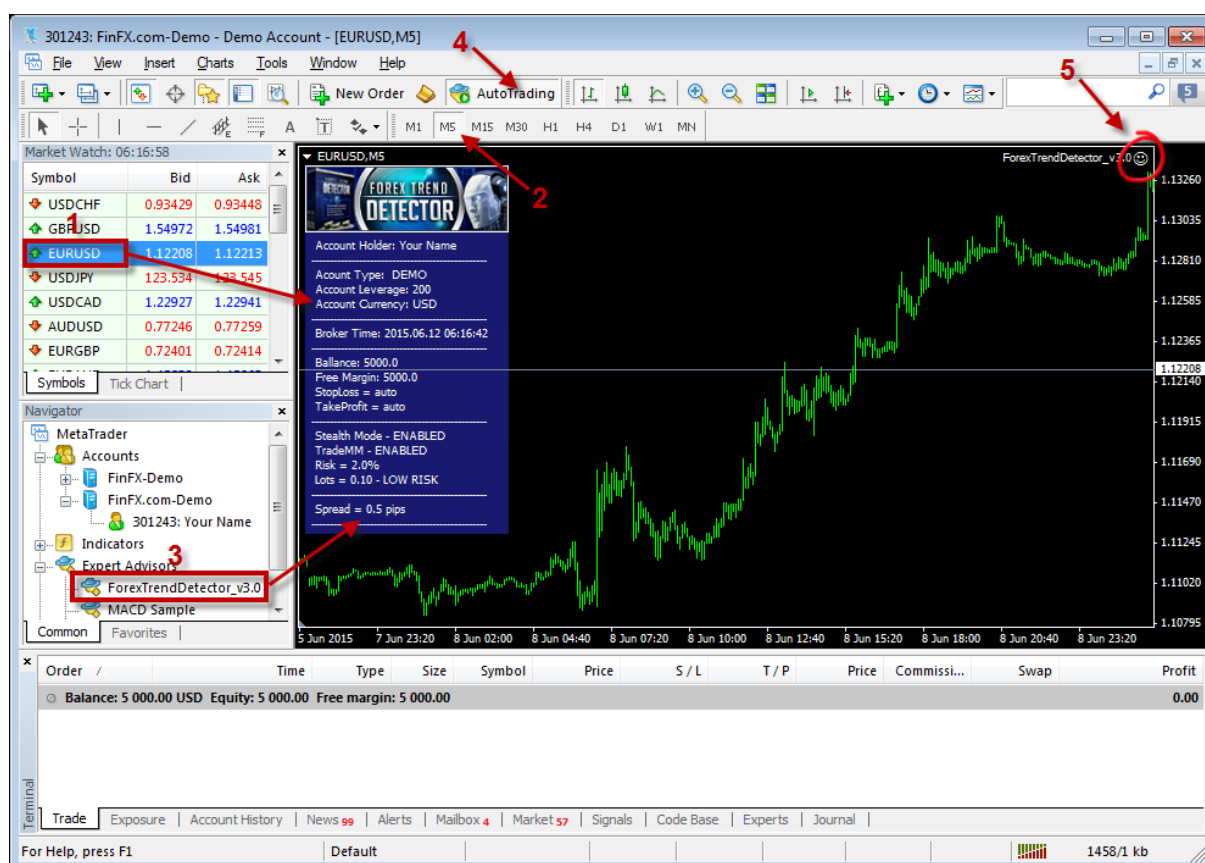 301243: FinFX.com-Demo - Demo Account - [EURUSD,M5]
4
File View Insert Charts Tools Window Help
5
New Order AutoTrading
5
E F A T M1 M5 M15 M30 H1 H4 D1 W1 MN
2
Market Watch: 06:16:58
Symbol Bid Ask
USDCHF 0.93429 0.93448
1
GBPUSD 1.54972 1.54981
EURUSD 1.12208 1.12213
USDJPY 123.534 123.545
USDCAD 1.22927 1.22941
AUDUSD 0.77246 0.77259
EURGBP 0.72401 0.72414
Symbols Tick Chart
Navigator
MetaTrader
Accounts
FinFX-Demo
FinFX.com-Demo
301243: Your Name
Indicators
3
Expert Advisors
ForexTrendDetector_v3.0
MACD Sample
Common Favorites
EURUSD,M5
ForexTrendDetector_v3.0
FOREX TREND
DETECTOR
Account Holder: Your Name
Acount Type: DEMO
Account Leverage: 200
Account Currency: USD
Broker Time: 2015.06.12 06:16:42
Ballance: 5000.0
Free Margin: 5000.0
StopLoss = auto
TakeProfit = auto
Stealth Mode - ENABLED
TradeMM - ENABLED
Risk = 2.0%
Lots = 0.10 - LOW RISK
Spread = 0.5 pips
1.13260
1.13035
1.12810
1.12585
1.12365
1.12208
1.12140
1.11915
1.11690
1.11470
1.11245
1.11020
1.10795
5 Jun 2015 7 Jun 23:20 8 Jun 02:00 8 Jun 04:40 8 Jun 07:20 8 Jun 10:00 8 Jun 12:40 8 Jun 15:20 8 Jun 18:00 8 Jun 20:40 8 Jun 23:20
Order / Time Type Size Symbol Price S / L T / P Price Commissi... Swap Profit
Balance: 5 000.00 USD Equity: 5 000.00 Free margin: 5 000.00 0.00
Terminal
Trade Exposure Account History News 99 Alerts Mailbox 4 Market 57 Signals Code Base Experts Journal
For Help, press F1 Default 1458/1 kb